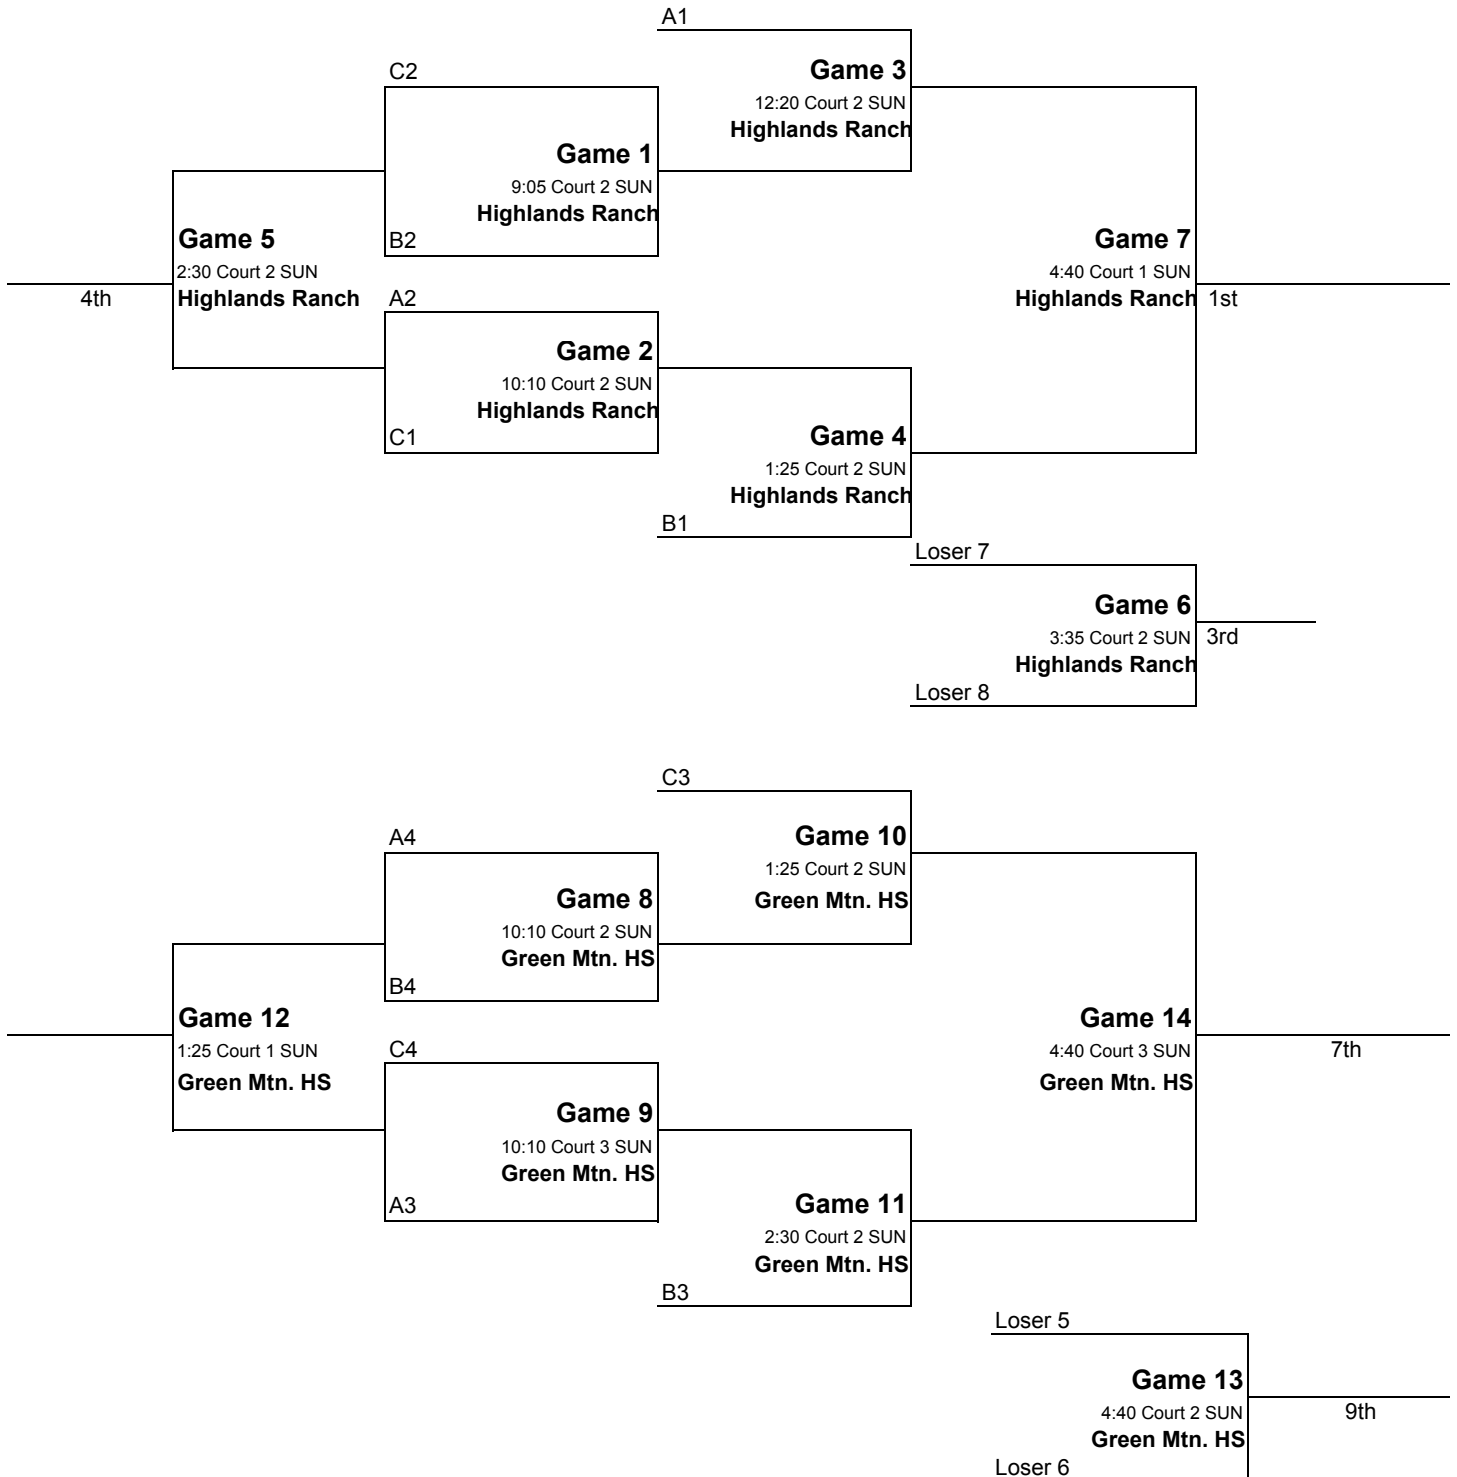 A1
C2
Game 3
12:20 Court 2 SUN
Highlands Ranch
Game 1
9:05 Court 2 SUN
Highlands Ranch
Game 5
2:30 Court 2 SUN
Highlands Ranch
4th
B2
Game 7
4:40 Court 1 SUN
Highlands Ranch
1st
A2
Game 2
10:10 Court 2 SUN
Highlands Ranch
C1
Game 4
1:25 Court 2 SUN
Highlands Ranch
B1
Loser 7
Game 6
3:35 Court 2 SUN
Highlands Ranch
3rd
Loser 8
C3
A4
Game 10
1:25 Court 2 SUN
Green Mtn. HS
Game 8
10:10 Court 2 SUN
Green Mtn. HS
B4
Game 12
1:25 Court 1 SUN
Green Mtn. HS
Game 14
4:40 Court 3 SUN
Green Mtn. HS
7th
C4
Game 9
10:10 Court 3 SUN
Green Mtn. HS
A3
Game 11
2:30 Court 2 SUN
Green Mtn. HS
B3
Loser 5
Game 13
4:40 Court 2 SUN
Green Mtn. HS
9th
Loser 6